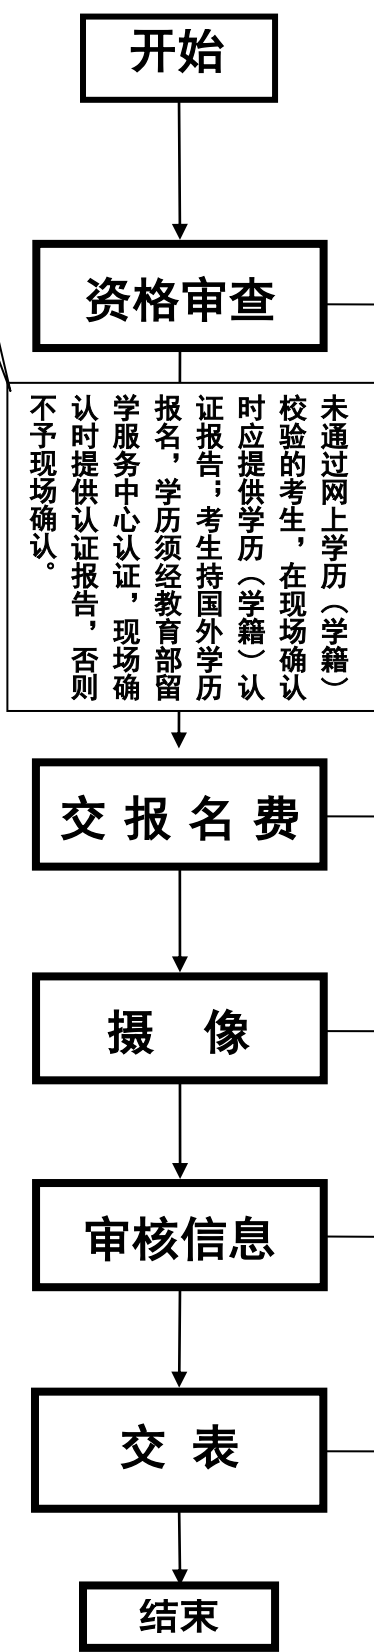 开始
资格审查
未通过网上学历（学籍）
校验的考生，在现场确认
时应提供学历（学籍）认
证报告；考生持国外学历
报名，学历须经教育部留
学服务中心认证，现场确
认时提供认证报告，否则
不予现场确认。
交报名费
摄 像
审核信息
交 表
结束